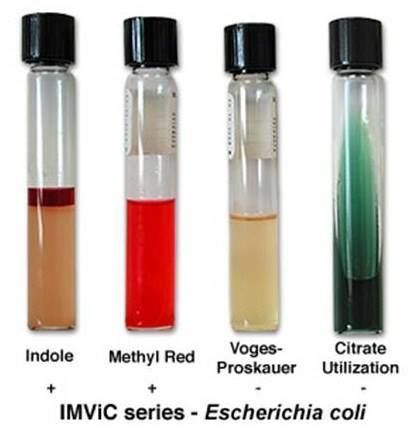 Indole
Methyl Red
Voges-
Proskauer
Citrate
Utilization
+ + - -
IMViC series - Escherichia coli